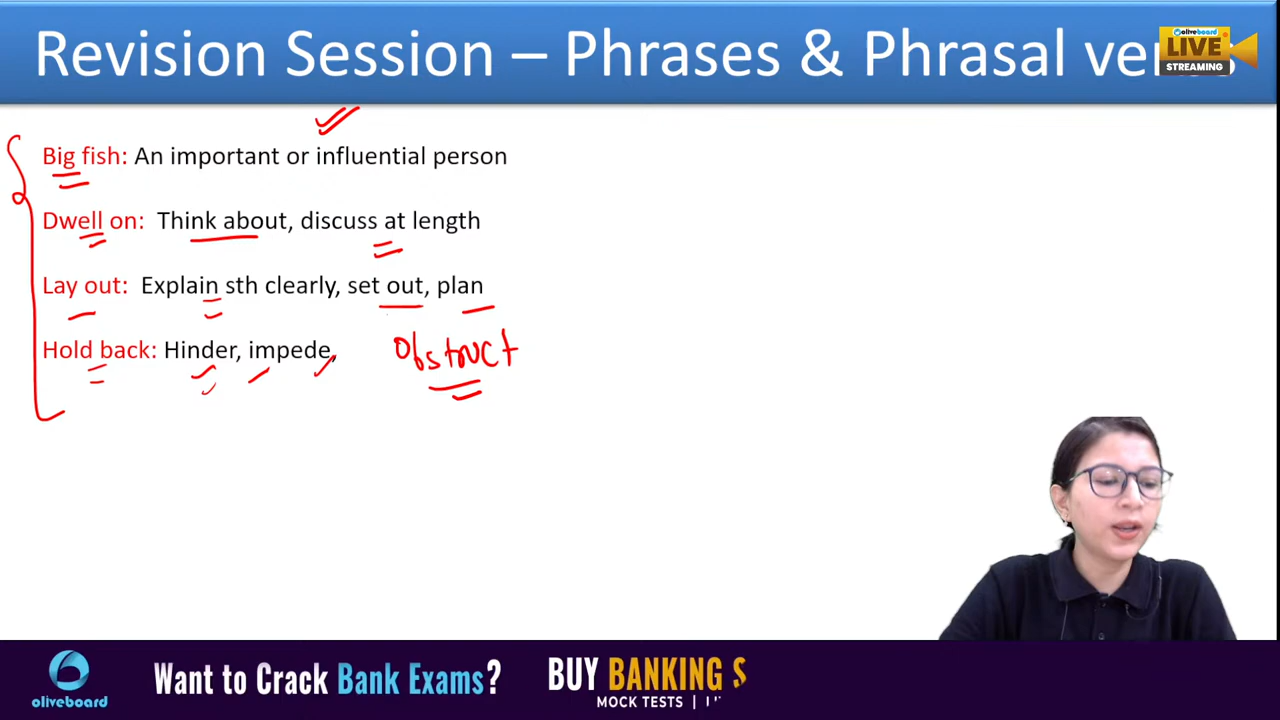 Revision Session – Phrases & Phrasal verbs
oliveboard
LIVE
STREAMING
Big fish: An important or influential person
Dwell on: Think about, discuss at length
Lay out: Explain sth clearly, set out, plan
Hold back: Hinder, impede, Obstruct
oliveboard
Want to Crack Bank Exams?
BUY BANKING S
MOCK TESTS |